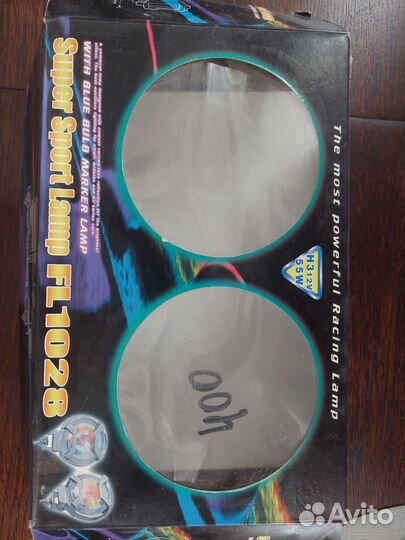 The most powerful Racing Lamp
H3 12V
55W
400
WITH BLUE BULB MARKER LAMP
Super Sport Lamp FL1028
Avito